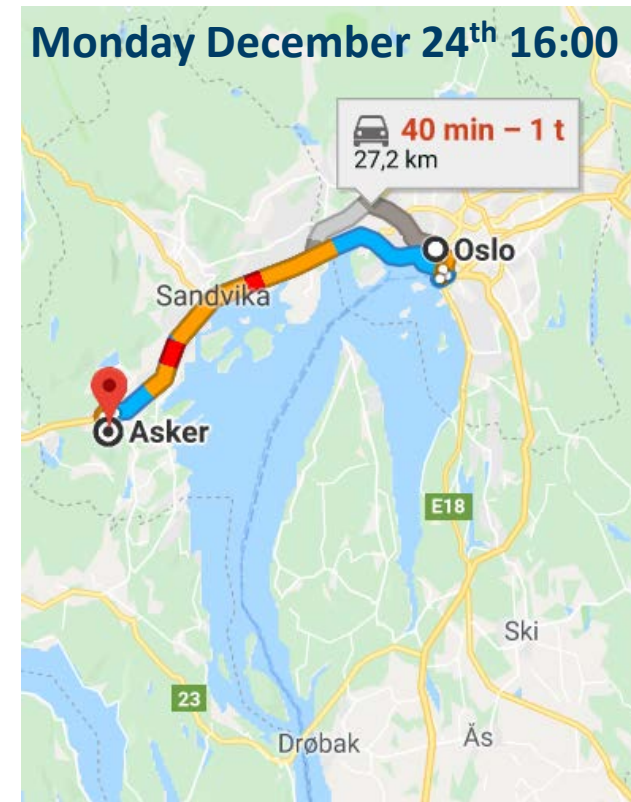 Monday December 24th 16:00
40 min – 1 t
27,2 km
Oslo
Sandvika
Asker
E18
Ski
23
Drøbak
Ås